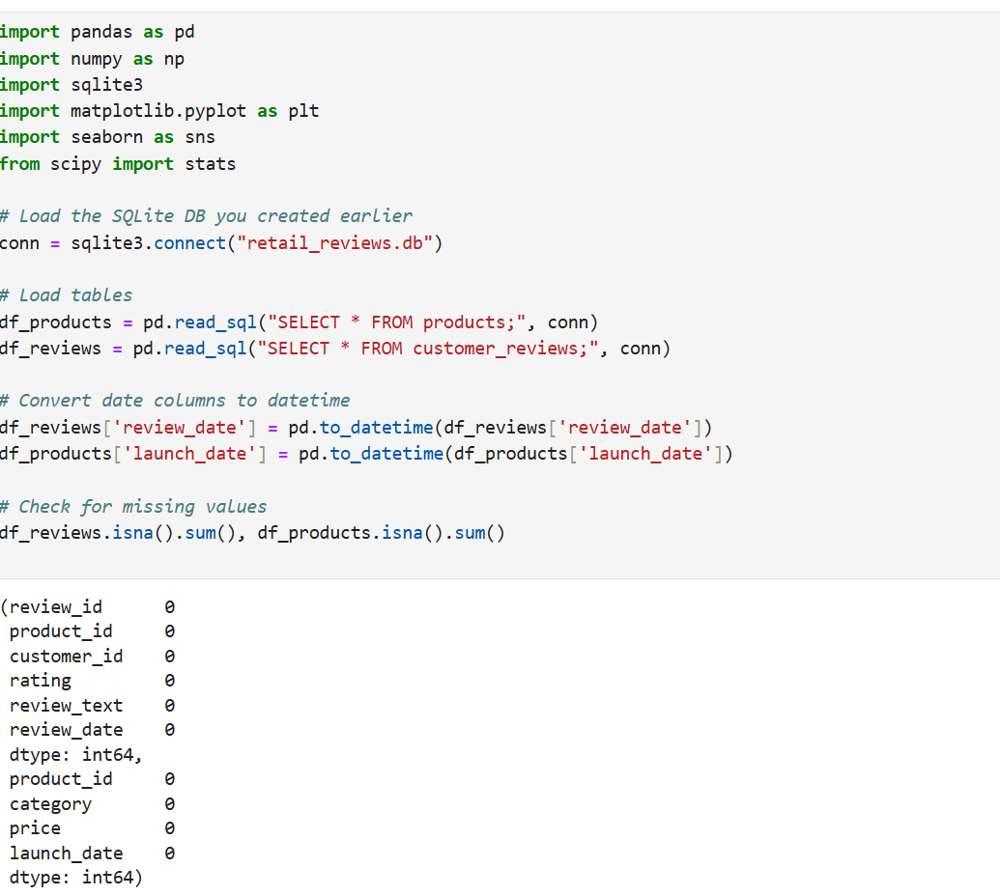 import pandas as pd
import numpy as np
import sqlite3
import matplotlib.pyplot as plt
import seaborn as sns
from scipy import stats
# Load the SQLite DB you created earlier
conn = sqlite3.connect("retail_reviews.db")
# Load tables
df_products = pd.read_sql("SELECT * FROM products;", conn)
df_reviews = pd.read_sql("SELECT * FROM customer_reviews;", conn)
# Convert date columns to datetime
df_reviews['review_date'] = pd.to_datetime(df_reviews['review_date'])
df_products['launch_date'] = pd.to_datetime(df_products['launch_date'])
# Check for missing values
df_reviews.isna().sum(), df_products.isna().sum()
(review_id      0
 product_id     0
 customer_id    0
 rating         0
 review_text    0
 review_date    0
 dtype: int64,
 product_id     0
 category       0
 price          0
 launch_date    0
 dtype: int64)